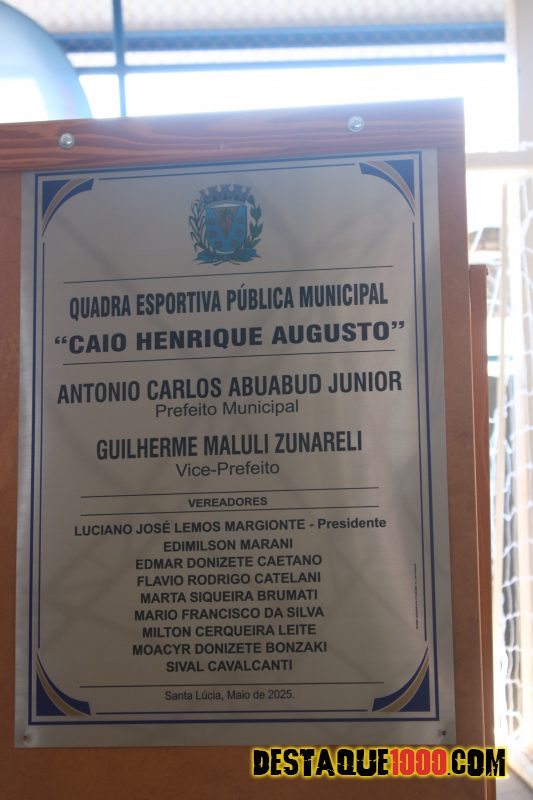 QUADRA ESPORTIVA PÚBLICA MUNICIPAL
“CAIO HENRIQUE AUGUSTO”
ANTONIO CARLOS ABUABUD JUNIOR
Prefeito Municipal
GUILHERME MALULI ZUNARELI
Vice-Prefeito
VEREADORES
LUCIANO JOSÉ LEMOS MARGIONTE - Presidente
EDIMILSON MARANI
EDMAR DONIZETE CAETANO
FLAVIO RODRIGO CATELANI
MARTA SIQUEIRA BRUMATI
MARIO FRANCISCO DA SILVA
MILTON CERQUEIRA LEITE
MOACYR DONIZETE BONZAKI
SIVAL CAVALCANTI
Santa Lúcia, Maio de 2025.
DESTAQUE1000.COM